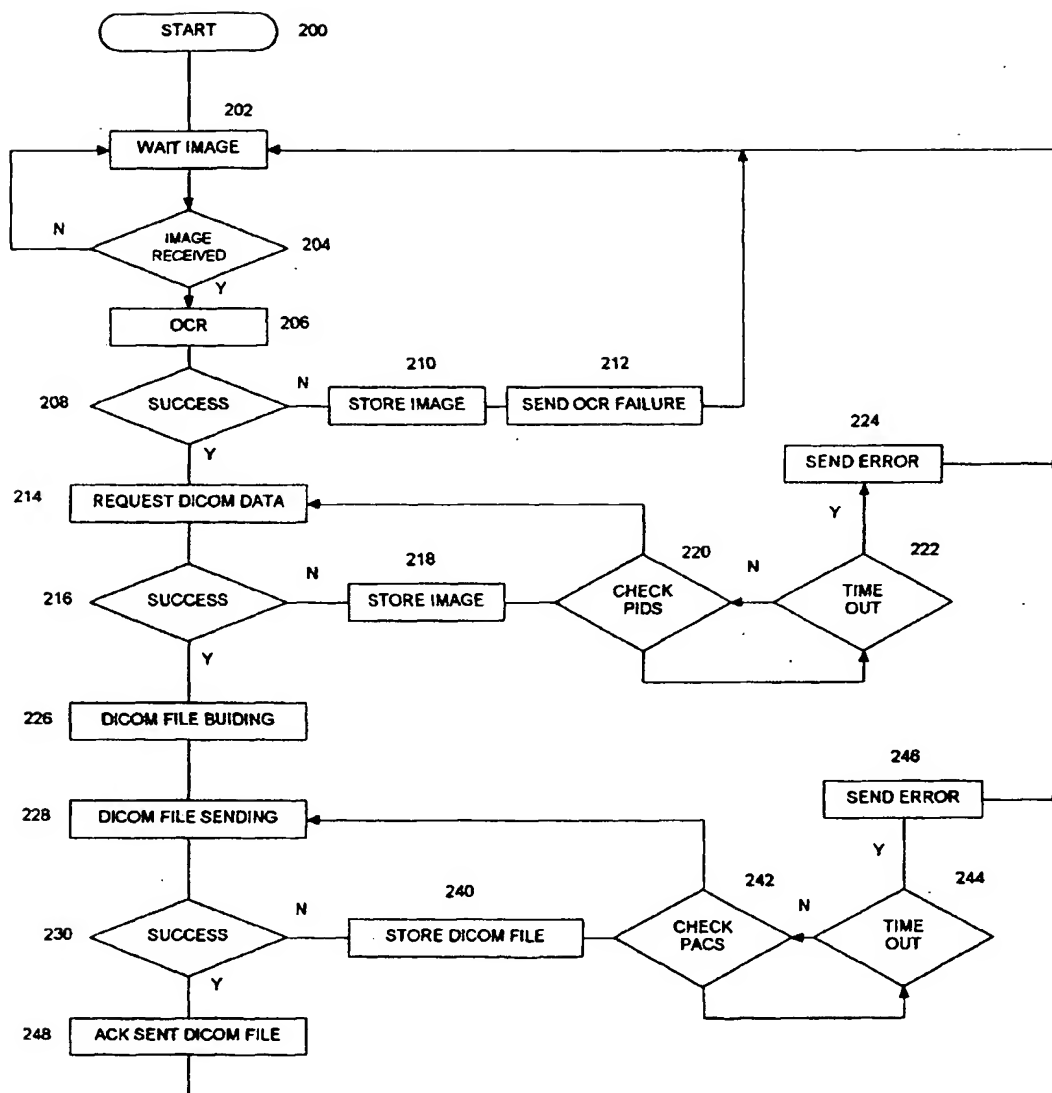 START 200
202
WAIT IMAGE
N IMAGE
RECEIVED 204
Y
OCR 206
208 SUCCESS N 210 212
STORE IMAGE SEND OCR FAILURE
Y
224
SEND ERROR
214 REQUEST DICOM DATA
Y
216 SUCCESS N 218
STORE IMAGE
220 CHECK
PIDS
N 222
TIME
OUT
Y
226 DICOM FILE BUIDING
246
228 DICOM FILE SENDING
SEND ERROR
Y
230 SUCCESS N 240
STORE DICOM FILE
242 CHECK
PACS
N 244
TIME
OUT
Y
248 ACK SENT DICOM FILE